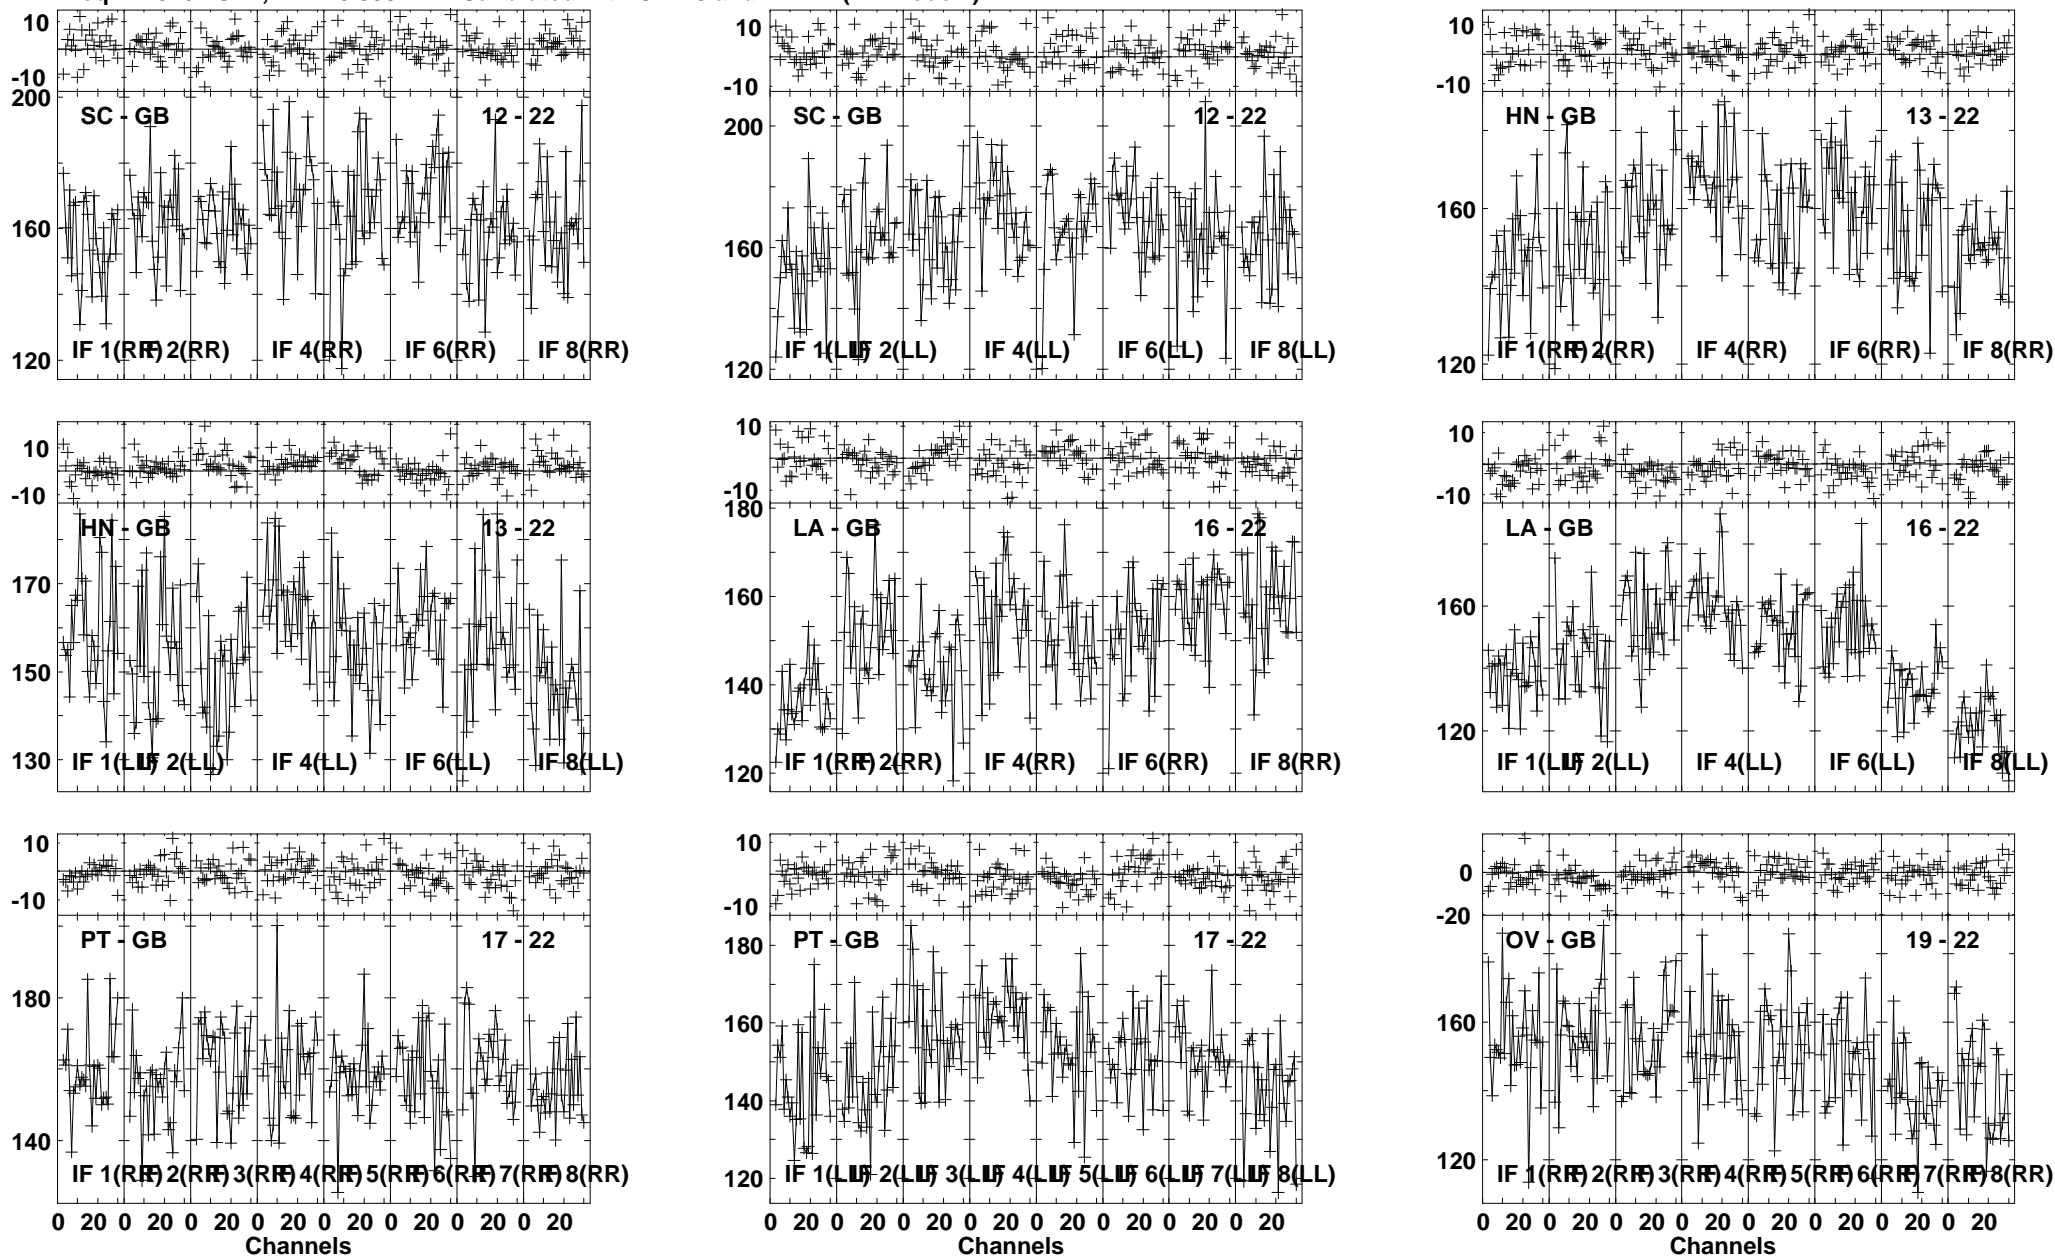 10
-10
200
160
120
SC - GB 12 - 22
IF 1(RR) IF 2(RR) IF 4(RR) IF 6(RR) IF 8(RR)
10
-10
200
160
120
SC - GB 12 - 22
IF 1(LL) IF 2(LL) IF 4(LL) IF 6(LL) IF 8(LL)
10
-10
160
120
HN - GB 13 - 22
IF 1(RR) IF 2(RR) IF 4(RR) IF 6(RR) IF 8(RR)
10
-10
170
150
130
HN - GB 13 - 22
IF 1(LL) IF 2(LL) IF 4(LL) IF 6(LL) IF 8(LL)
10
-10
180
160
140
120
LA - GB 16 - 22
IF 1(RR) IF 2(RR) IF 4(RR) IF 6(RR) IF 8(RR)
10
-10
160
120
LA - GB 16 - 22
IF 1(LL) IF 2(LL) IF 4(LL) IF 6(LL) IF 8(LL)
10
-10
180
140
PT - GB 17 - 22
IF 1(RR) IF 2(RR) IF 3(RR) IF 4(RR) IF 5(RR) IF 6(RR) IF 7(RR) IF 8(RR)
0 20 0 20 0 20 0 20 0 20 0 20 0 20 0 20
Channels
10
-10
180
160
140
120
PT - GB 17 - 22
IF 1(LL) IF 2(LL) IF 3(LL) IF 4(LL) IF 5(LL) IF 6(LL) IF 7(LL) IF 8(LL)
0 20 0 20 0 20 0 20 0 20 0 20 0 20 0 20
Channels
0
-20
160
120
OV - GB 19 - 22
IF 1(RR) IF 2(RR) IF 3(RR) IF 4(RR) IF 5(RR) IF 6(RR) IF 7(RR) IF 8(RR)
0 20 0 20 0 20 0 20 0 20 0 20 0 20 0 20
Channels